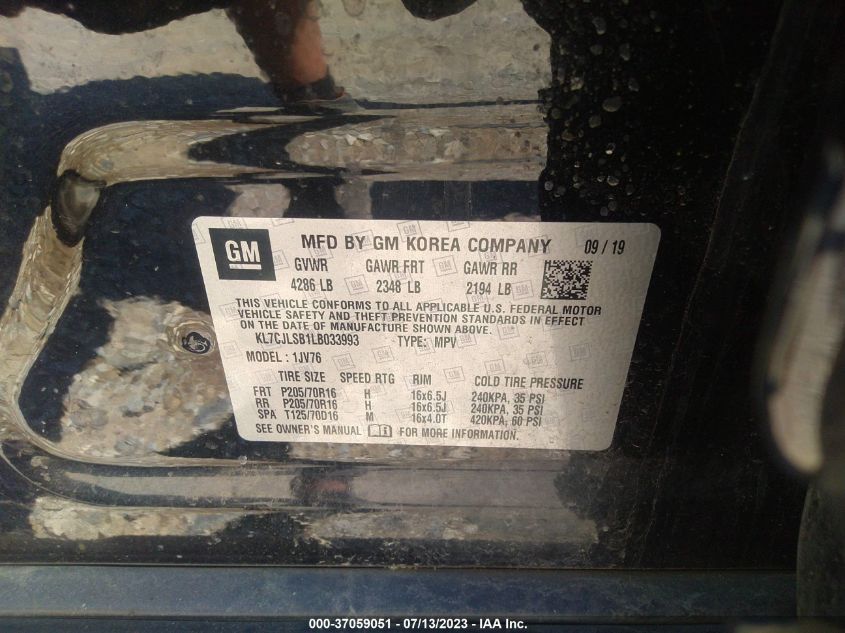 GM
MFD BY GM KOREA COMPANY 09 / 19
GVWR GAWR FRT GAWR RR
4286 LB 2348 LB 2194 LB
THIS VEHICLE CONFORMS TO ALL APPLICABLE U.S. FEDERAL MOTOR
VEHICLE SAFETY AND THEFT PREVENTION STANDARDS IN EFFECT
ON THE DATE OF MANUFACTURE SHOWN ABOVE.
KL7CJLSB1LB033993 TYPE: MPV
MODEL : 1JV76
TIRE SIZE SPEED RTG RIM COLD TIRE PRESSURE
FRT P205/70R16 H 16x6.5J 240KPA, 35 PSI
RR P205/70R16 H 16x6.5J 240KPA, 35 PSI
SPA T125/70D16 M 16x4.0T 420KPA, 60 PSI
SEE OWNER'S MANUAL FOR MORE INFORMATION.
000-37059051 - 07/13/2023 - IAA Inc.